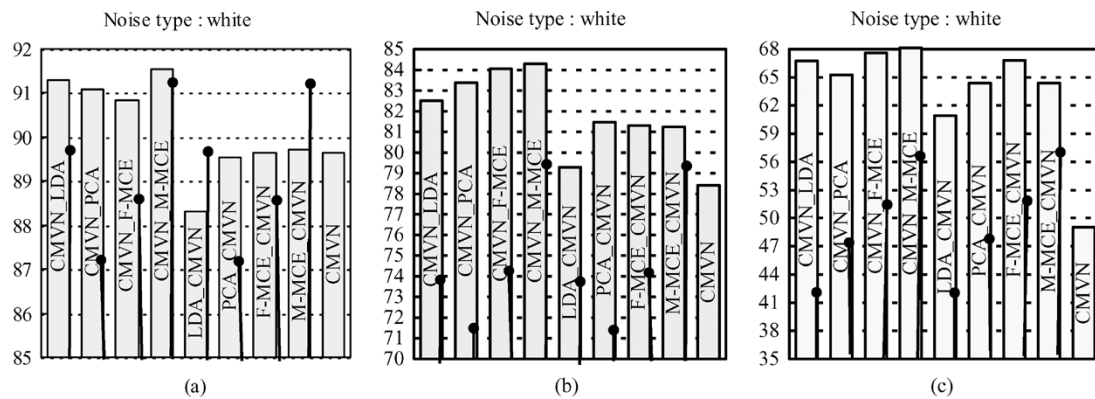 Noise type : white
92
91
90
89
88
87
86
85
CMVN_LDA
CMVN_PCA
CMVN_F-MCE
CMVN_M-MCE
LDA_CMVN
PCA_CMVN
F-MCE_CMVN
M-MCE_CMVN
CMVN
(a)
Noise type : white
85
84
83
82
81
80
79
78
77
76
75
74
73
72
71
70
CMVN_LDA
CMVN_PCA
CMVN_F-MCE
CMVN_M-MCE
LDA_CMVN
PCA_CMVN
F-MCE_CMVN
M-MCE_CMVN
CMVN
(b)
Noise type : white
68
65
62
59
56
53
50
47
44
41
38
35
CMVN_LDA
CMVN_PCA
CMVN_F-MCE
CMVN_M-MCE
LDA_CMVN
PCA_CMVN
F-MCE_CMVN
M-MCE_CMVN
CMVN
(c)